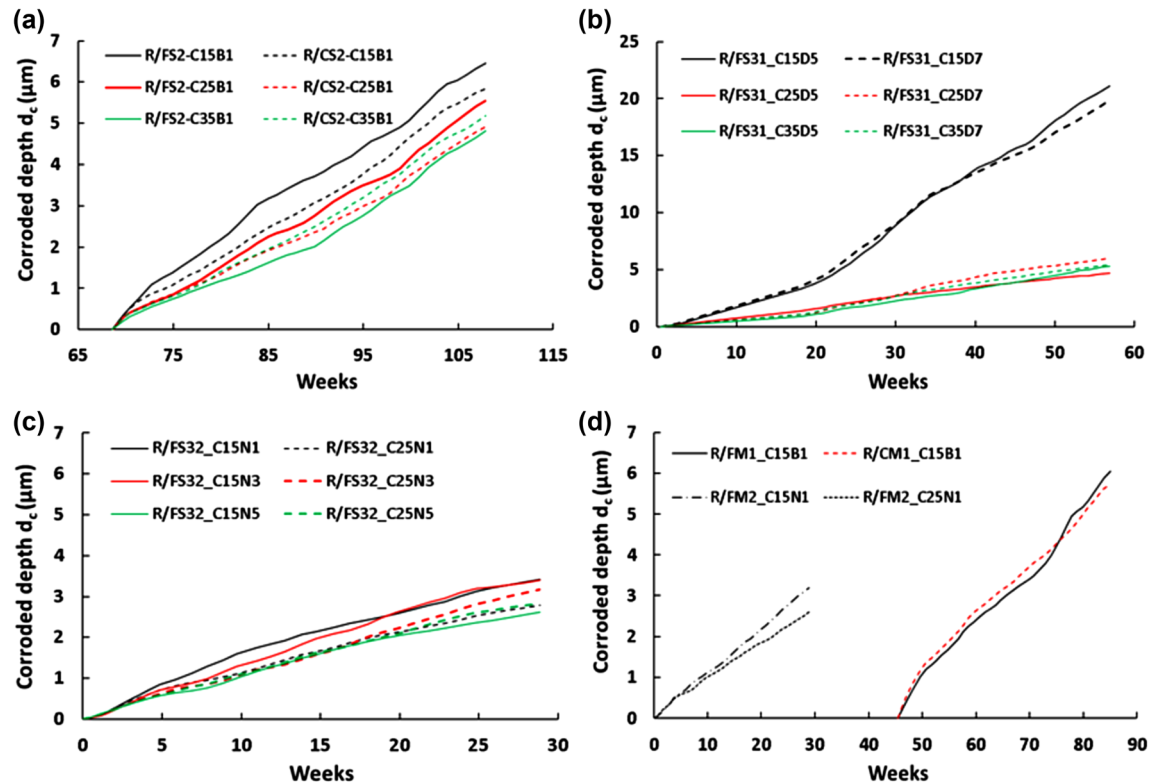 (a)
Corroded depth d_c (μm)
7
6
5
4
3
2
1
0
R/FS2-C15B1 R/CS2-C15B1
R/FS2-C25B1 R/CS2-C25B1
R/FS2-C35B1 R/CS2-C35B1
65 75 85 95 105 115
Weeks
(b)
Corroded depth d_c (μm)
25
20
15
10
5
0
R/FS31_C15D5 R/FS31_C15D7
R/FS31_C25D5 R/FS31_C25D7
R/FS31_C35D5 R/FS31_C35D7
0 10 20 30 40 50 60
Weeks
(c)
Corroded depth d_c (μm)
7
6
5
4
3
2
1
0
R/FS32_C15N1 R/FS32_C25N1
R/FS32_C15N3 R/FS32_C25N3
R/FS32_C15N5 R/FS32_C25N5
0 5 10 15 20 25 30
Weeks
(d)
Corroded depth d_c (μm)
7
6
5
4
3
2
1
0
R/FM1_C15B1 R/CM1_C15B1
R/FM2_C15N1 R/FM2_C25N1
0 10 20 30 40 50 60 70 80 90
Weeks